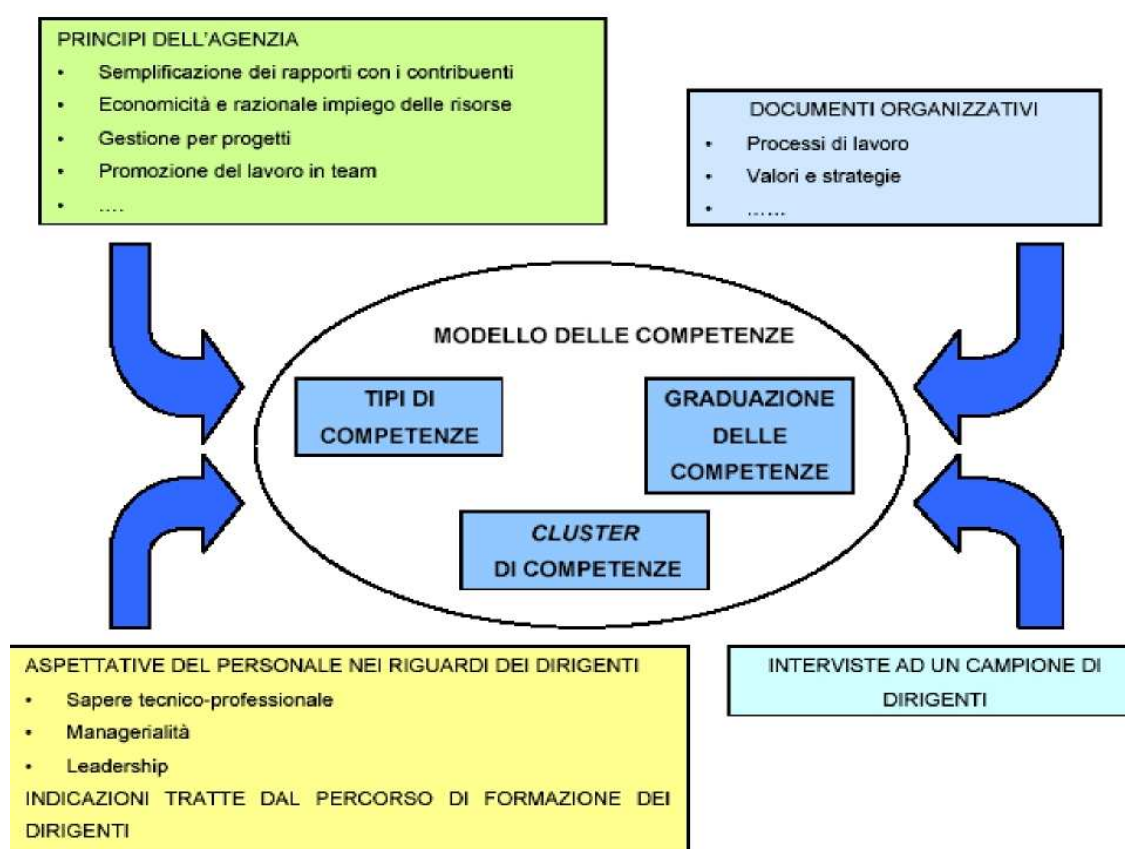 PRINCIPI DELL'AGENZIA
• Semplificazione dei rapporti con i contribuenti
• Economicità e razionale impiego delle risorse
• Gestione per progetti
• Promozione del lavoro in team
• ....
DOCUMENTI ORGANIZZATIVI
• Processi di lavoro
• Valori e strategie
• ......
MODELLO DELLE COMPETENZE
TIPI DI
COMPETENZE
GRADUAZIONE
DELLE
COMPETENZE
CLUSTER
DI COMPETENZE
ASPETTATIVE DEL PERSONALE NEI RIGUARDI DEI DIRIGENTI
• Sapere tecnico-professionale
• Managerialità
• Leadership
INDICAZIONI TRATTE DAL PERCORSO DI FORMAZIONE DEI
DIRIGENTI
INTERVISTE AD UN CAMPIONE DI
DIRIGENTI